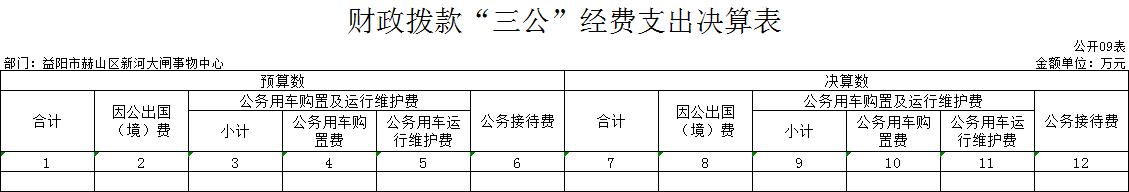 财政拨款“三公”经费支出决算表
公开09表
部门：益阳市赫山区新河大闸事物中心 金额单位：万元
预算数 决算数
合计 因公出国（境）费 公务用车购置及运行维护费 公务接待费 合计 因公出国（境）费 公务用车购置及运行维护费 公务接待费
小计 公务用车购置费 公务用车运行维护费 小计 公务用车购置费 公务用车运行维护费
1 2 3 4 5 6 7 8 9 10 11 12